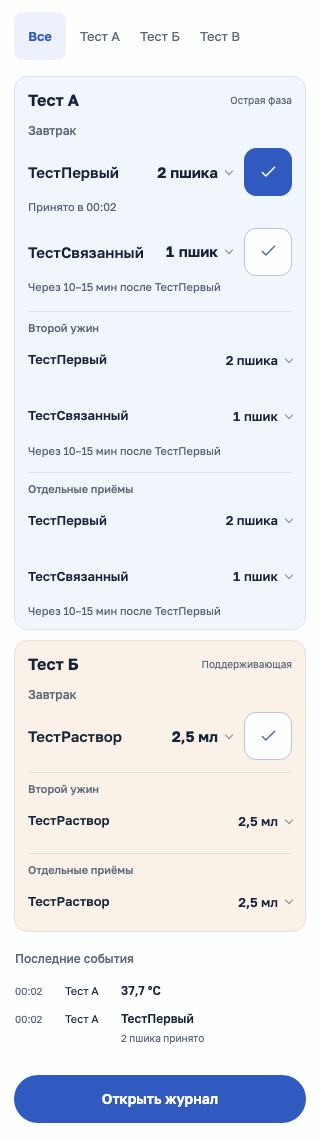 Все Тест А Тест Б Тест В
Тест А Острая фаза
Завтрак
ТестПервый 2 пшика
Принято в 00:02
ТестСвязанный 1 пшик
Через 10–15 мин после ТестПервый
Второй ужин
ТестПервый 2 пшика
ТестСвязанный 1 пшик
Через 10–15 мин после ТестПервый
Отдельные приёмы
ТестПервый 2 пшика
ТестСвязанный 1 пшик
Через 10–15 мин после ТестПервый
Тест Б Поддерживающая
Завтрак
ТестРаствор 2,5 мл
Второй ужин
ТестРаствор 2,5 мл
Отдельные приёмы
ТестРаствор 2,5 мл
Последние события
00:02 Тест А 37,7 °C
00:02 Тест А ТестПервый
2 пшика принято
Открыть журнал